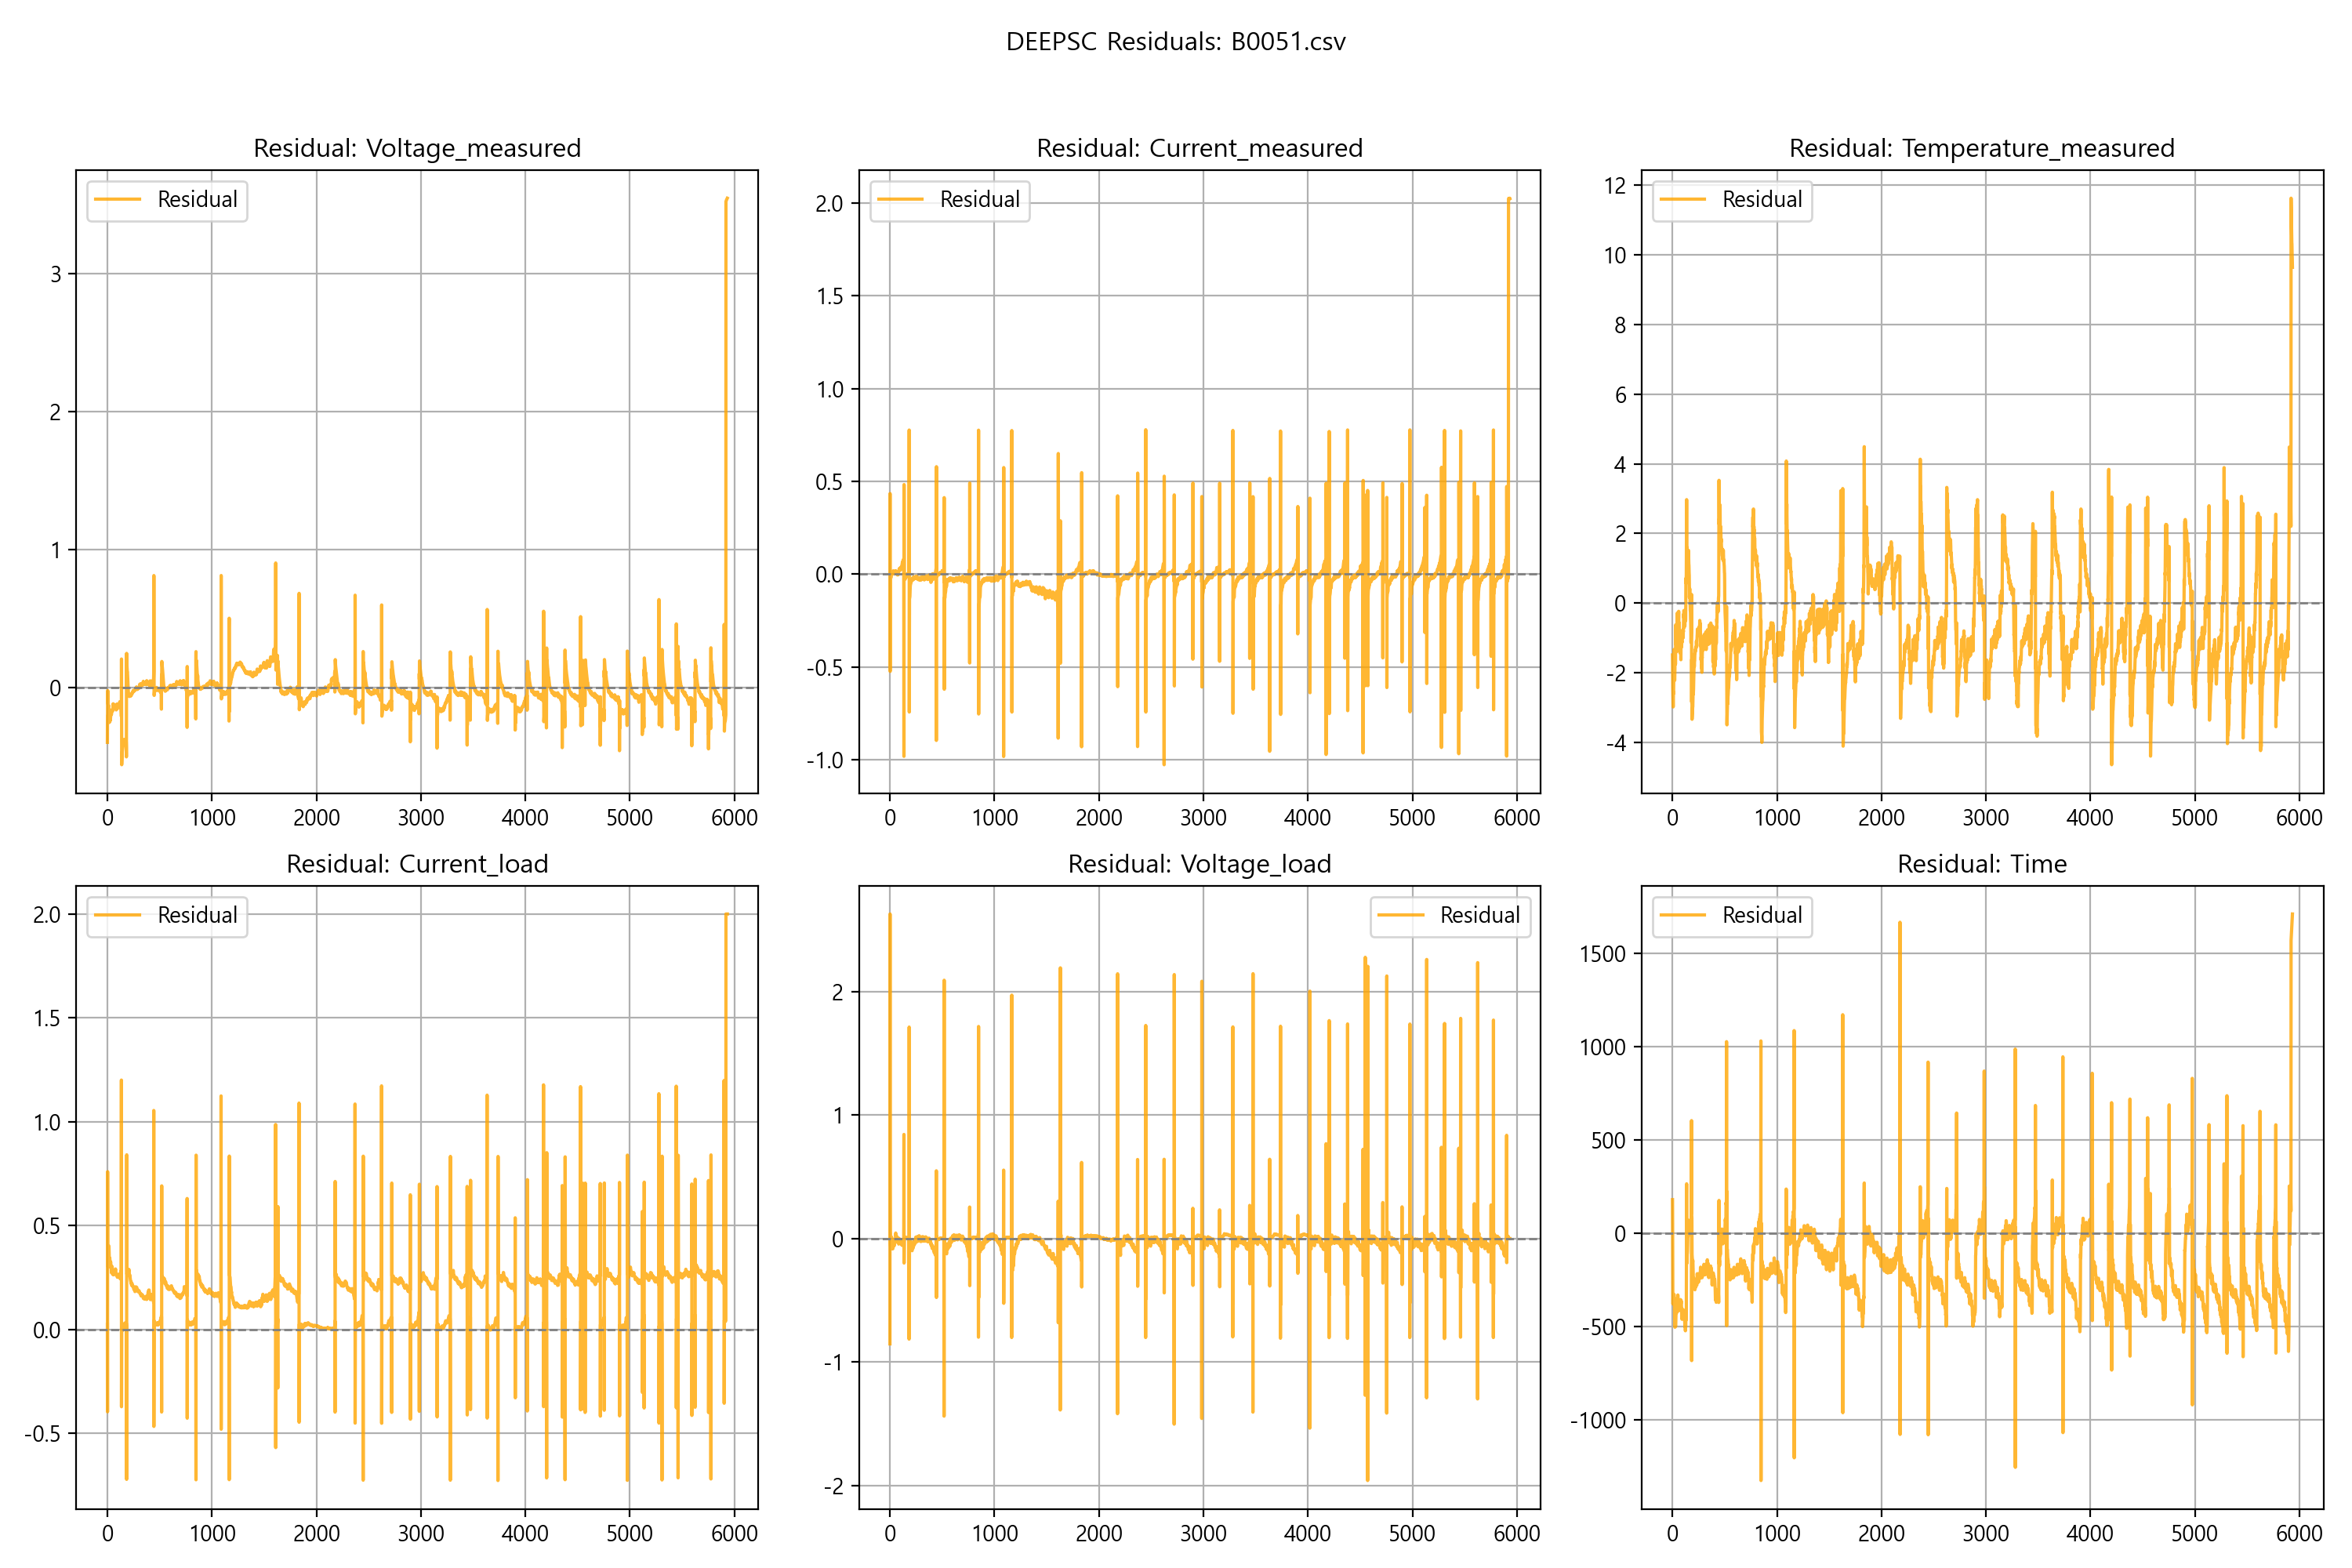 DEEPSC Residuals: B0051.csv
Residual: Voltage_measured
Residual
3
2
1
0
0 1000 2000 3000 4000 5000 6000
Residual: Current_measured
Residual
2.0
1.5
1.0
0.5
0.0
-0.5
-1.0
0 1000 2000 3000 4000 5000 6000
Residual: Temperature_measured
Residual
12
10
8
6
4
2
0
-2
-4
0 1000 2000 3000 4000 5000 6000
Residual: Current_load
Residual
2.0
1.5
1.0
0.5
0.0
-0.5
0 1000 2000 3000 4000 5000 6000
Residual: Voltage_load
Residual
2
1
0
-1
-2
0 1000 2000 3000 4000 5000 6000
Residual: Time
Residual
1500
1000
500
0
-500
-1000
0 1000 2000 3000 4000 5000 6000